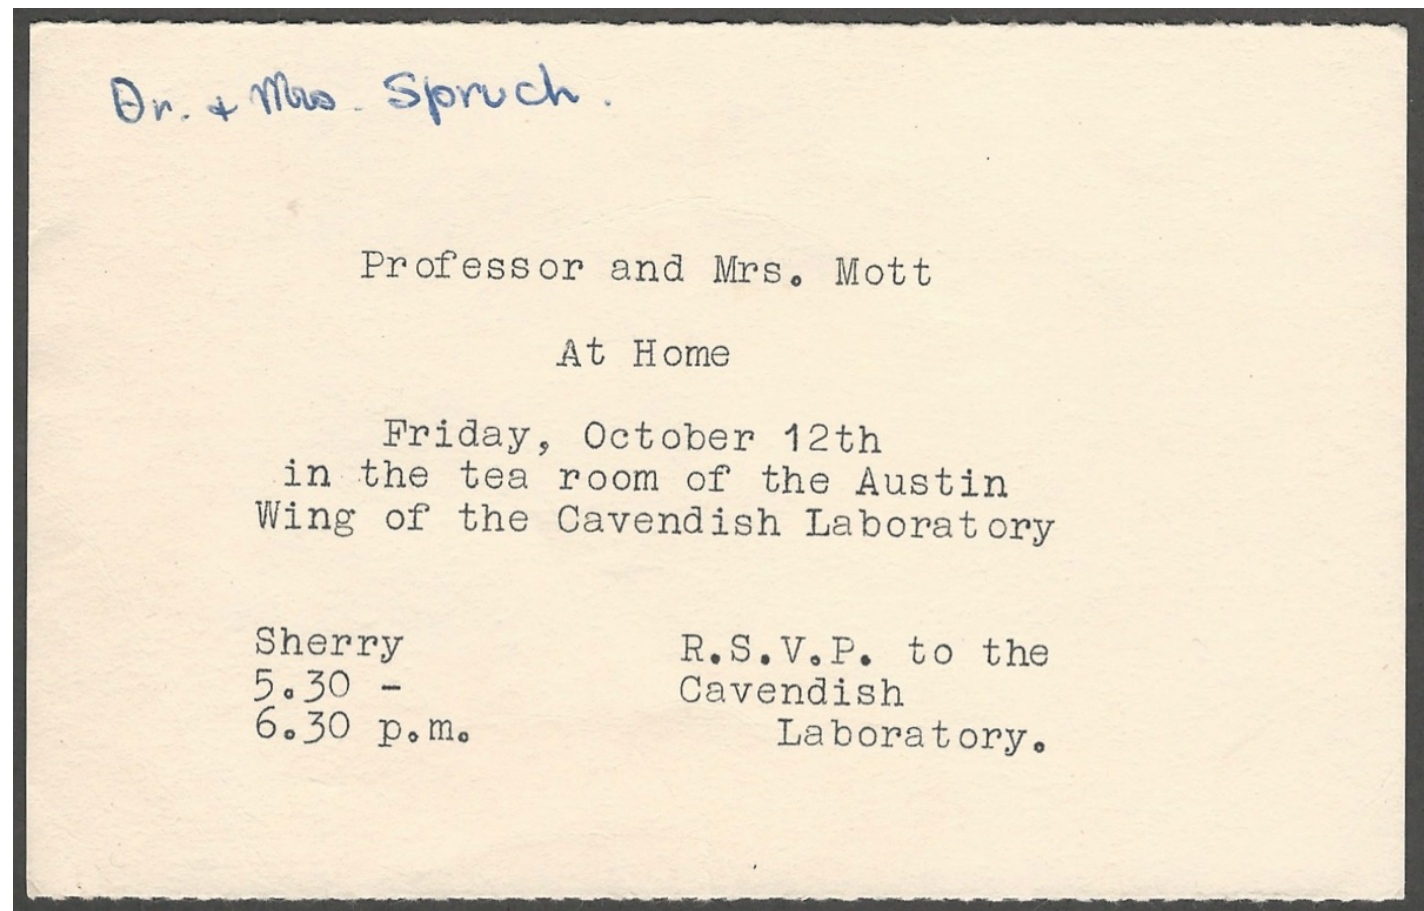 Dr. + Mrs. Spruch.
Professor and Mrs. Mott
At Home
Friday, October 12th
in the tea room of the Austin
Wing of the Cavendish Laboratory
Sherry
5.30 -
6.30 p.m.
R.S.V.P. to the
Cavendish
Laboratory.